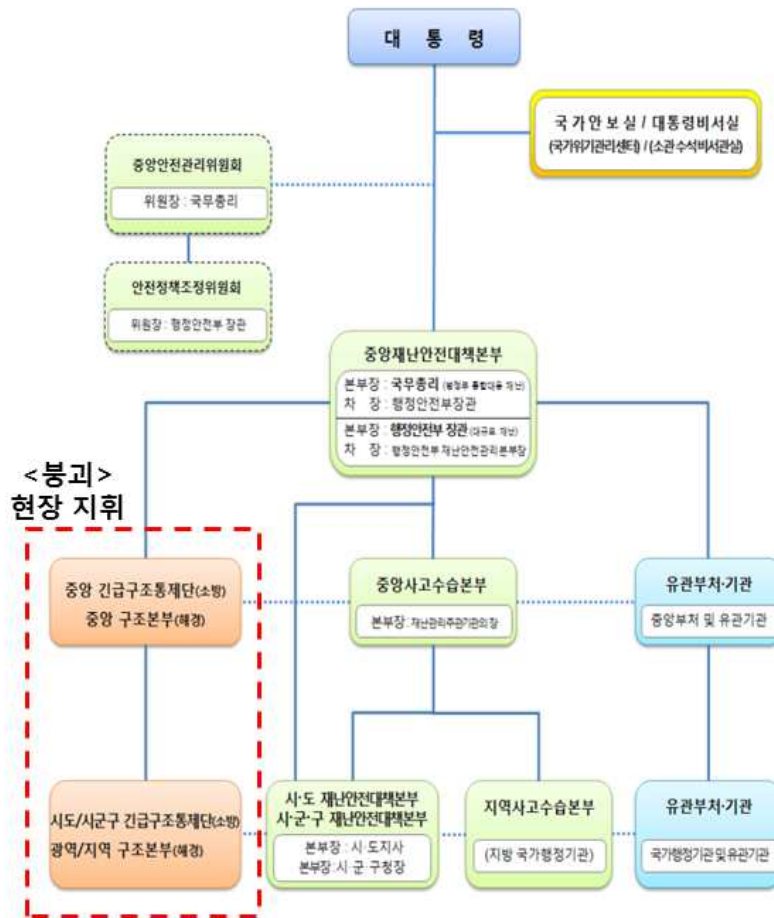 대 통 령
국가안보실 / 대통령비서실
(국가위기관리센터) / (소관 수석비서관실)
중앙안전관리위원회
위원장 : 국무총리
안전정책조정위원회
위원장 : 행정안전부 장관
중앙재난안전대책본부
본부장 : 국무총리 (범정부 통합대응 재난)
차 장 : 행정안전부장관
본부장 : 행정안전부 장관 (대규모 재난)
차 장 : 행정안전부 재난안전관리본부장
<붕괴>
현장 지휘
중앙 긴급구조통제단(소방)
중앙 구조본부(해경)
중앙사고수습본부
본부장 : 재난관리주관기관의 장
유관부처·기관
중앙부처 및 유관기관
시도/시군구 긴급구조통제단(소방)
광역/지역 구조본부(해경)
시·도 재난안전대책본부
시·군·구 재난안전대책본부
본부장 : 시·도지사
본부장 : 시·군·구청장
지역사고수습본부
(지방 국가행정기관)
유관부처·기관
국가행정기관 및 유관기관